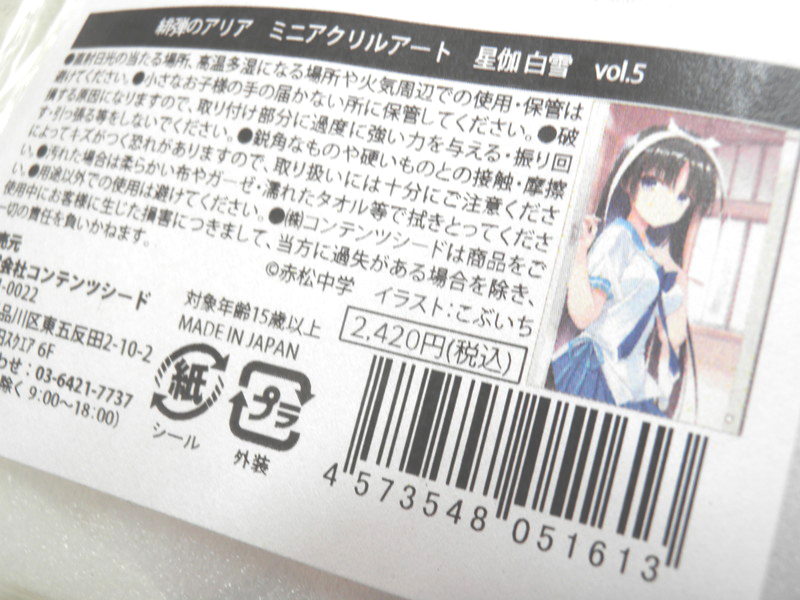 緋弾のアリア ミニアクリルアート 星伽 白雪 vol.5
●直射日光の当たる場所、高温多湿になる場所や火気周辺での使用・保管は
避けてください。●小さなお子様の手の届かない所に保管してください。●破
損する原因になりますので、取り付け部分に過度に強い力を与える・振り回
す・引っ張る等をしないでください。●鋭角なものや硬いものとの接触・摩擦
によってキズがつく恐れがありますので、取り扱いには十分にご注意くださ
い。●汚れた場合は柔らかい布やガーゼ・濡れたタオル等で拭きとってくださ
い。●用途以外での使用は避けてください。●㈱コンテンツシードは商品をご
使用中にお客様に生じた損害につきまして、当方に過失がある場合を除き、
一切の責任を負いかねます。
©赤松中学 イラスト:こぶいち
売元
会社コンテンツシード
-0022
品川区東五反田2-10-2
田スクエア 6F
わせ:03-6421-7737
除く 9:00~18:00)
対象年齢15歳以上
MADE IN JAPAN
2,420円(税込)
紙
シール
プラ
外装
4 573548 051613